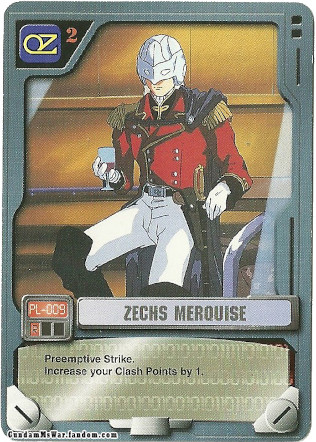 OZ 2
PL-009
ZECHS MERQUISE
Preemptive Strike.
Increase your Clash Points by 1.
GundamMsWar.fandom.com